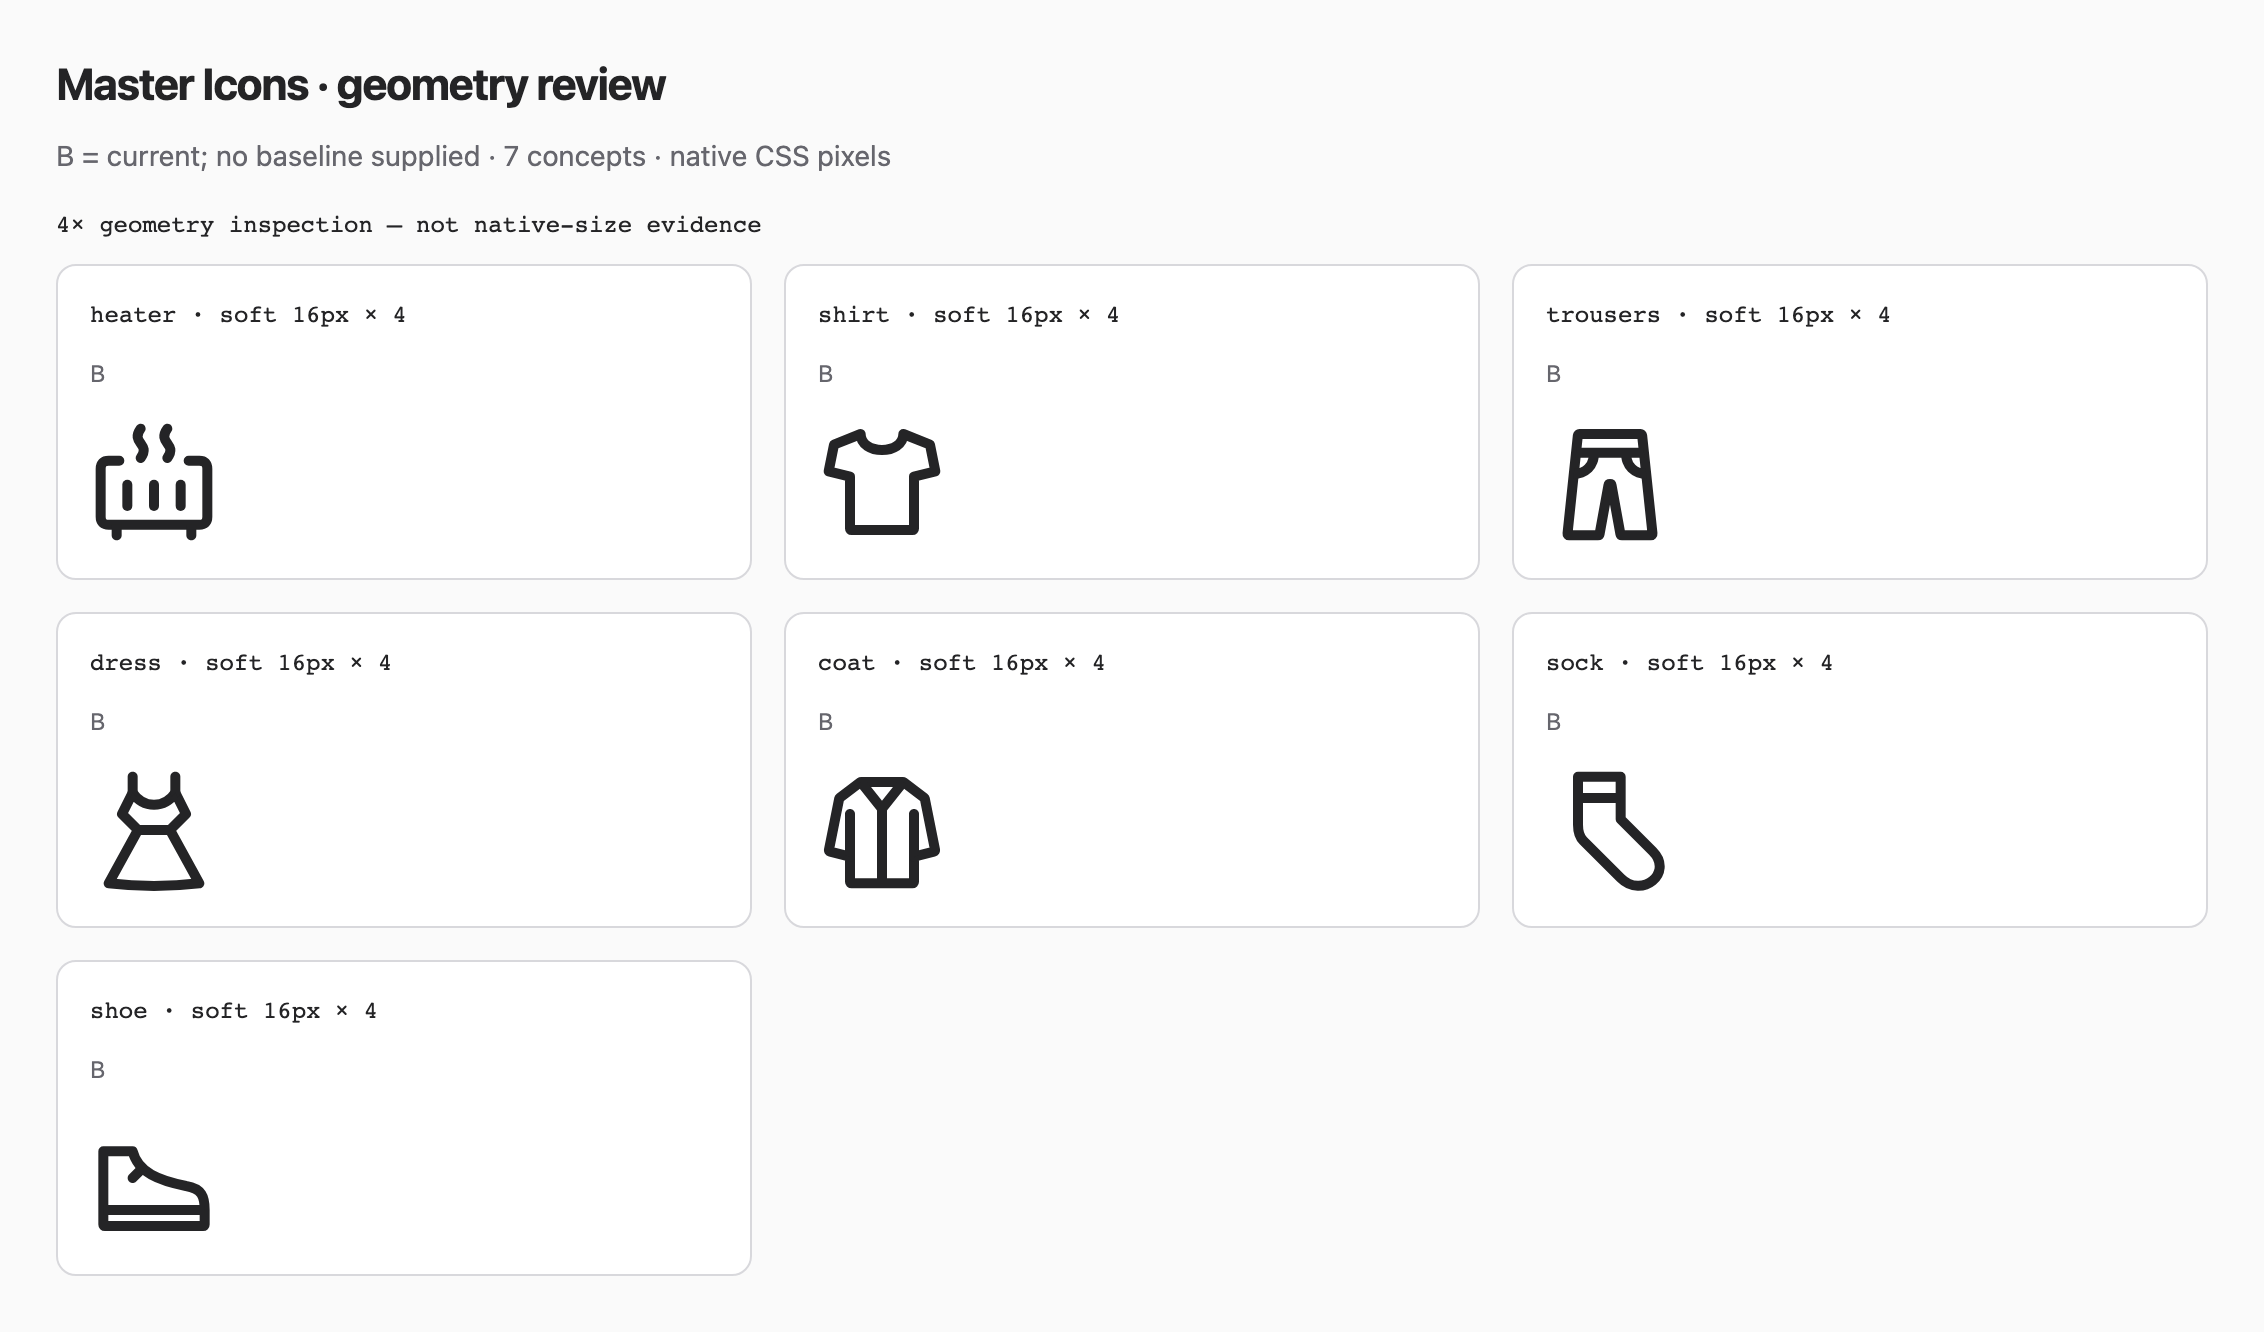 Master Icons · geometry review
B = current; no baseline supplied · 7 concepts · native CSS pixels
4× geometry inspection — not native-size evidence
heater · soft 16px × 4
B
shirt · soft 16px × 4
B
trousers · soft 16px × 4
B
dress · soft 16px × 4
B
coat · soft 16px × 4
B
sock · soft 16px × 4
B
shoe · soft 16px × 4
B